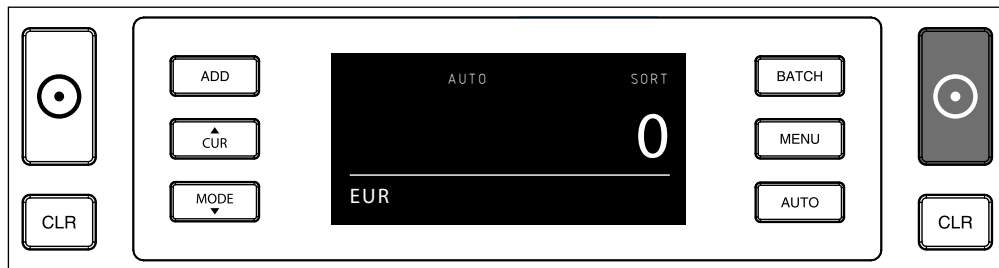 ADD
CUR
MODE
CLR
AUTO SORT
0
EUR
BATCH
MENU
AUTO
CLR